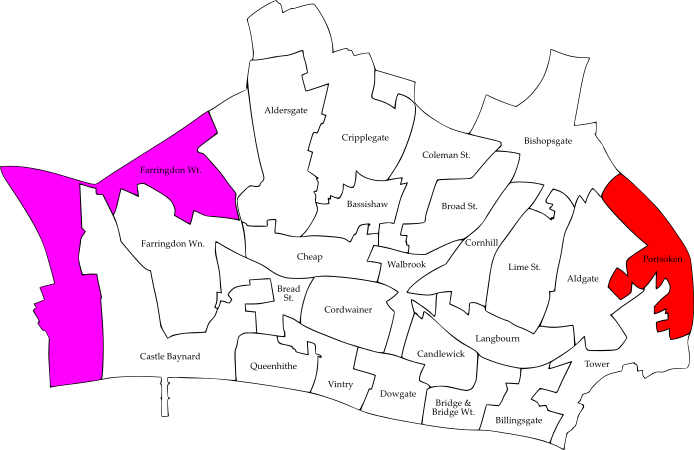 Aldersgate
Cripplegate
Bishopsgate
Coleman St.
Farringdon Wt.
Bassishaw
Broad St.
Farringdon Wn.
Cornhill
Cheap
Walbrook
Lime St.
Portsoken
Aldgate
Bread
St.
Cordwainer
Langbourn
Castle Baynard
Candlewick
Queenhithe
Tower
Vintry
Dowgate
Bridge &
Bridge Wt.
Billingsgate